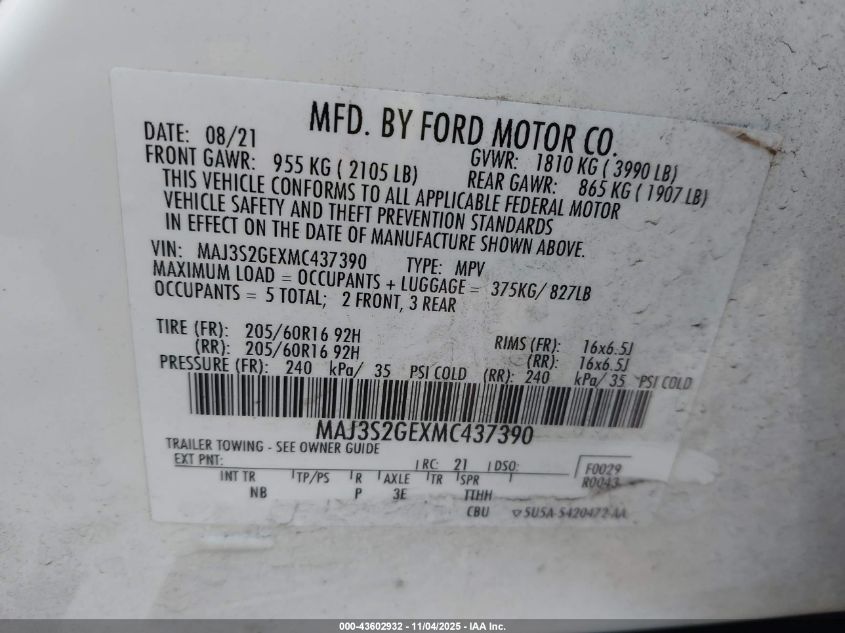 MFD. BY FORD MOTOR CO.
DATE: 08/21 GVWR: 1810 KG ( 3990 LB)
FRONT GAWR: 955 KG ( 2105 LB) REAR GAWR: 865 KG ( 1907 LB)
THIS VEHICLE CONFORMS TO ALL APPLICABLE FEDERAL MOTOR
VEHICLE SAFETY AND THEFT PREVENTION STANDARDS
IN EFFECT ON THE DATE OF MANUFACTURE SHOWN ABOVE.
VIN: MAJ3S2GEXMC437390 TYPE: MPV
MAXIMUM LOAD = OCCUPANTS + LUGGAGE = 375KG/ 827LB
OCCUPANTS = 5 TOTAL; 2 FRONT, 3 REAR
TIRE (FR): 205/60R16 92H RIMS (FR): 16x6.5J
(RR): 205/60R16 92H (RR): 16x6.5J
PRESSURE (FR): 240 kPa/ 35 PSI COLD (RR): 240 kPa/ 35 PSI COLD
MAJ3S2GEXMC437390
TRAILER TOWING - SEE OWNER GUIDE
EXT PNT: RC: 21 DSO: F0029
INT TR TP/PS R AXLE TR SPR R0043
NB P 3E TTHH
CBU 5U5A-5420472-AA
000-43602932 - 11/04/2025 - IAA Inc.